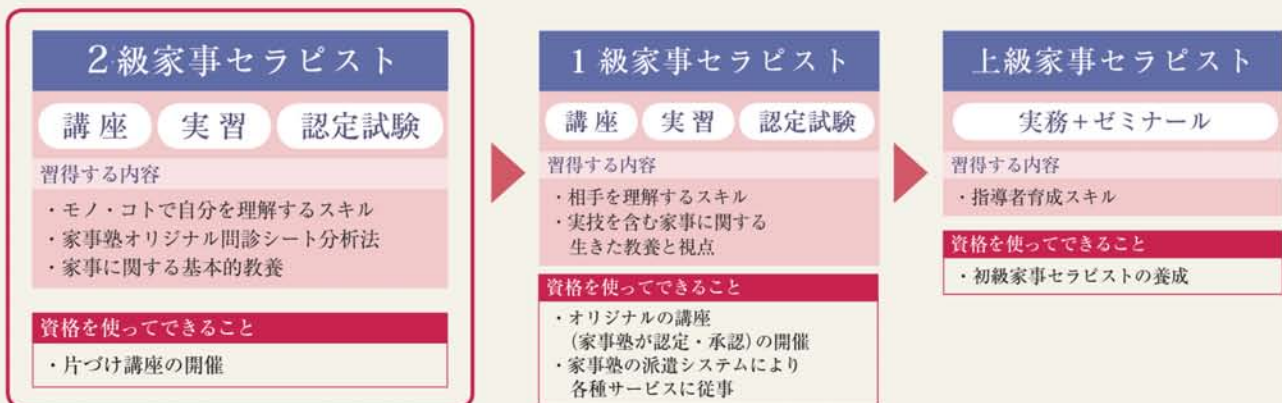 2級家事セラピスト
講座 実習 認定試験
習得する内容
・モノ・コトで自分を理解するスキル
・家事塾オリジナル問診シート分析法
・家事に関する基本的教養
資格を使ってできること
・片づけ講座の開催
1級家事セラピスト
講座 実習 認定試験
習得する内容
・相手を理解するスキル
・実技を含む家事に関する
生きた教養と視点
資格を使ってできること
・オリジナルの講座
(家事塾が認定・承認)の開催
・家事塾の派遣システムにより
各種サービスに従事
上級家事セラピスト
実務+ゼミナール
習得する内容
・指導者育成スキル
資格を使ってできること
・初級家事セラピストの養成